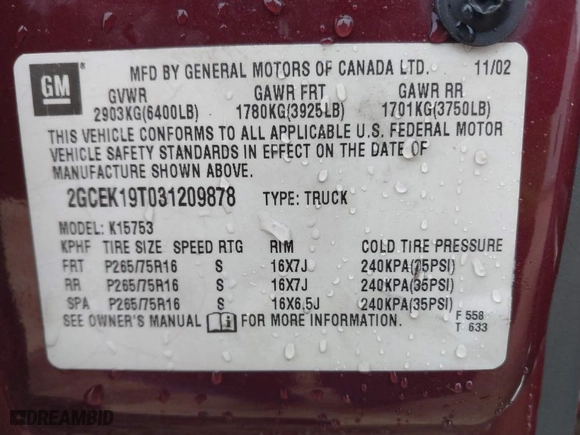 GM
MFD BY GENERAL MOTORS OF CANADA LTD. 11/02
GVWR GAWR FRT GAWR RR
2903KG(6400LB) 1780KG(3925LB) 1701KG(3750LB)
THIS VEHICLE CONFORMS TO ALL APPLICABLE U.S. FEDERAL MOTOR
VEHICLE SAFETY STANDARDS IN EFFECT ON THE DATE OF
MANUFACTURE SHOWN ABOVE.
2GCEK19T031209878 TYPE: TRUCK
MODEL: K15753
KPHF TIRE SIZE SPEED RTG RIM COLD TIRE PRESSURE
FRT P265/75R16 S 16X7J 240KPA(35PSI)
RR P265/75R16 S 16X7J 240KPA(35PSI)
SPA P265/75R16 S 16X6.5J 240KPA(35PSI)
SEE OWNER'S MANUAL FOR MORE INFORMATION. F 558
T 633
DREAMBID